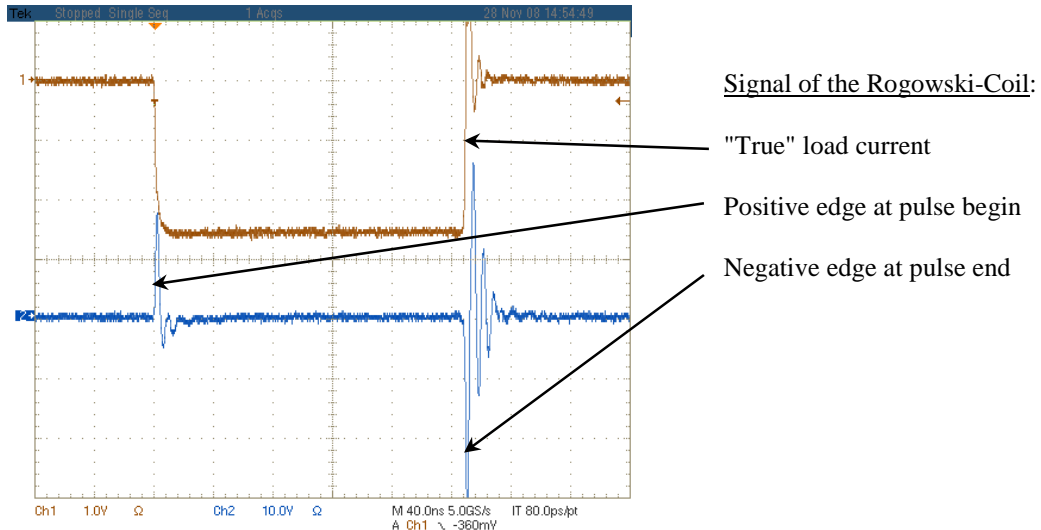 Tek Stopped Single Seq 1 Acqs 28 Nov 08 14:54:49
1
Signal of the Rogowski-Coil:
"True" load current
Positive edge at pulse begin
Negative edge at pulse end
2
Ch1 1.0V Ω Ch2 10.0V Ω M 40.0ns 5.0GS/s IT 80.0ps/pt
A Ch1 \ -360mV